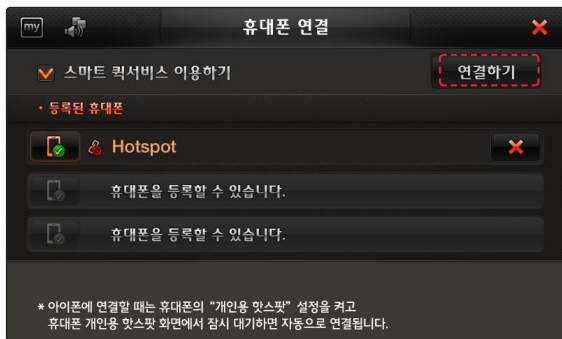 my
휴대폰 연결
스마트 퀵서비스 이용하기
연결하기
• 등록된 휴대폰
Hotspot
휴대폰을 등록할 수 있습니다.
휴대폰을 등록할 수 있습니다.
* 아이폰에 연결할 때는 휴대폰의 “개인용 핫스팟” 설정을 켜고
휴대폰 개인용 핫스팟 화면에서 잠시 대기하면 자동으로 연결됩니다.